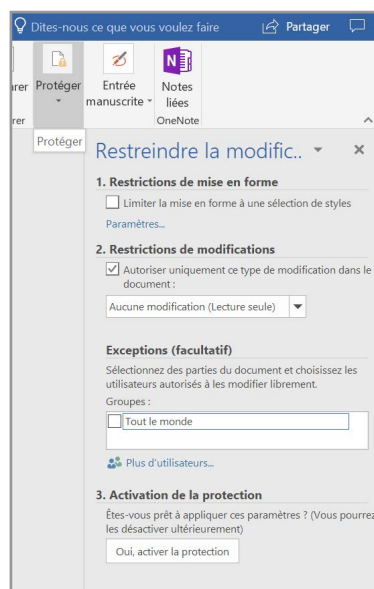 Dites-nous ce que vous voulez faire Partager
Protéger Entrée Notes
manuscrite liées
OneNote
Protéger
Restreindre la modific..
1. Restrictions de mise en forme
Limiter la mise en forme à une sélection de styles
Paramètres...
2. Restrictions de modifications
Autoriser uniquement ce type de modification dans le
document :
Aucune modification (Lecture seule)
Exceptions (facultatif)
Sélectionnez des parties du document et choisissez les
utilisateurs autorisés à les modifier librement.
Groupes :
Tout le monde
Plus d'utilisateurs...
3. Activation de la protection
Êtes-vous prêt à appliquer ces paramètres ? (Vous pourrez
les désactiver ultérieurement)
Oui, activer la protection